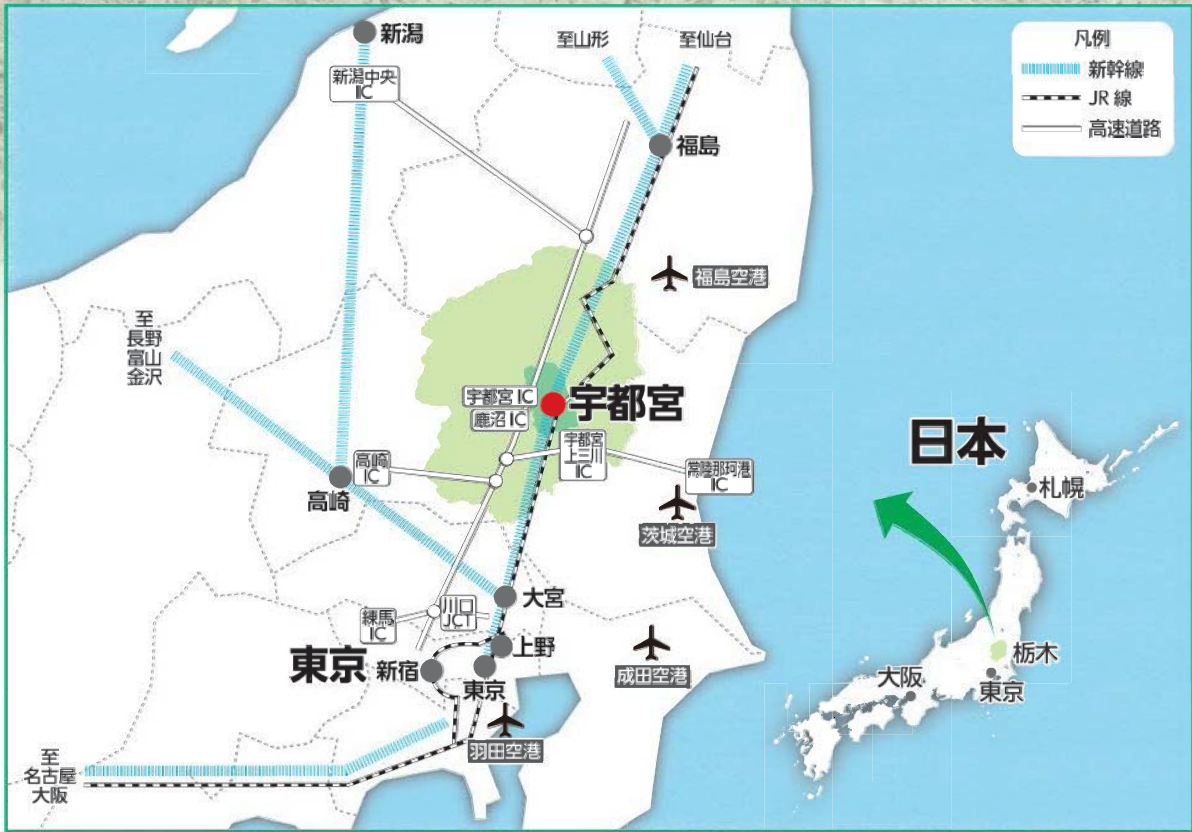 新潟
至山形
至仙台
凡例
新幹線
JR 線
高速道路
新潟中央
IC
福島
福島空港
至
長野
富山
金沢
宇都宮 IC
宇都宮
鹿沼 IC
宇都宮
上三川
IC
高崎
IC
高崎
常陸那珂港
IC
茨城空港
大宮
練馬
IC
川口
JCT
上野
東京
新宿
東京
成田空港
羽田空港
至
名古屋
大阪
日本
札幌
栃木
大阪
東京